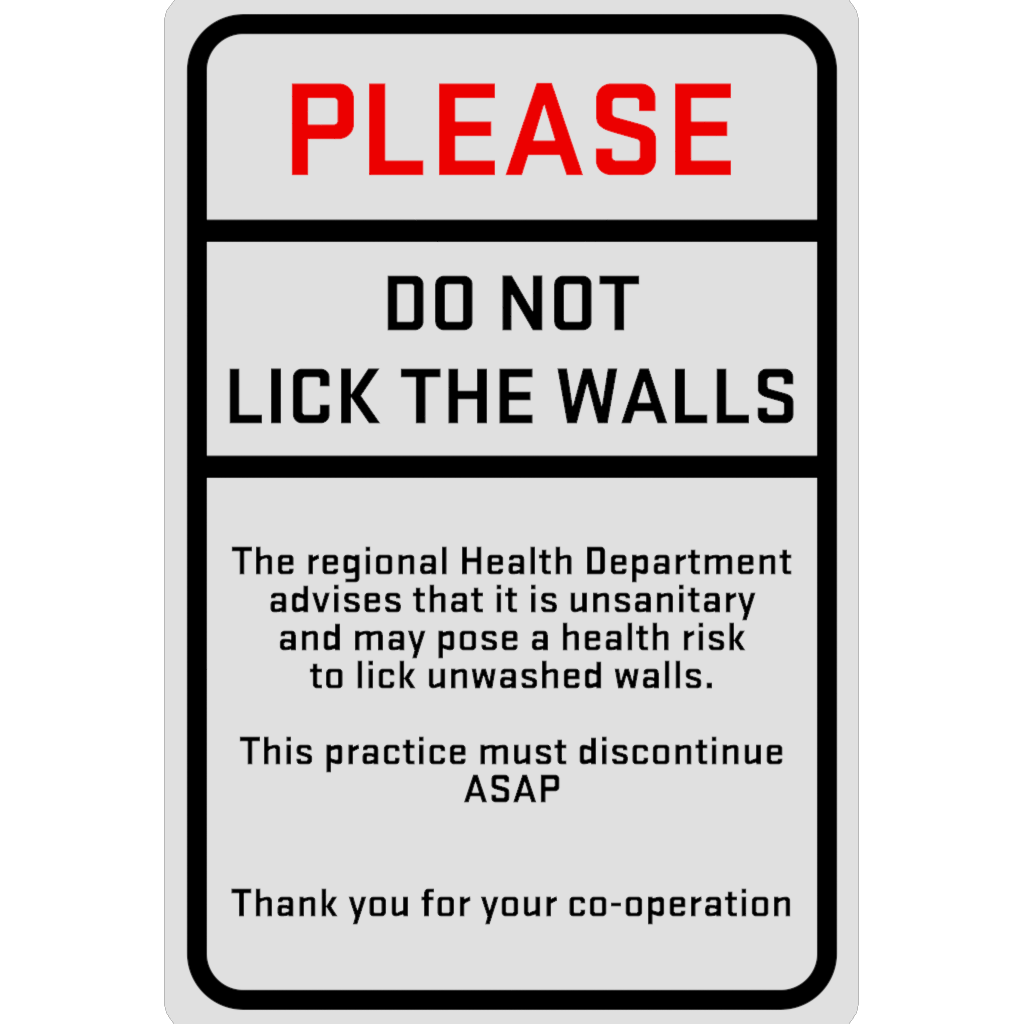 PLEASE
DO NOT
LICK THE WALLS
The regional Health Department
advises that it is unsanitary
and may pose a health risk
to lick unwashed walls.
This practice must discontinue
ASAP
Thank you for your co-operation